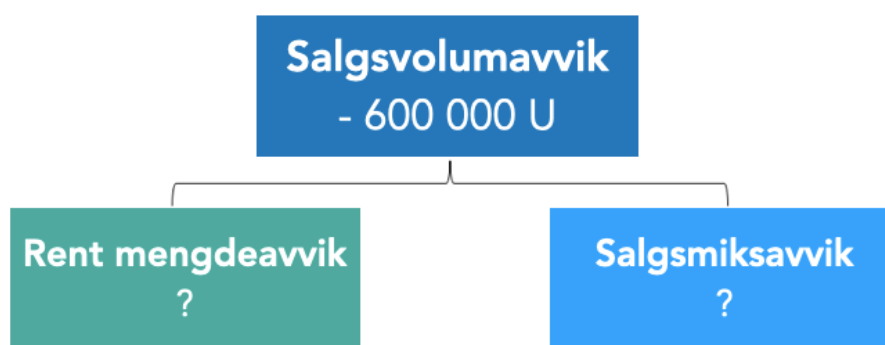 Salgsvolumavvik
- 600 000 U
Rent mengdeavvik
?
Salgsmiksavvik
?